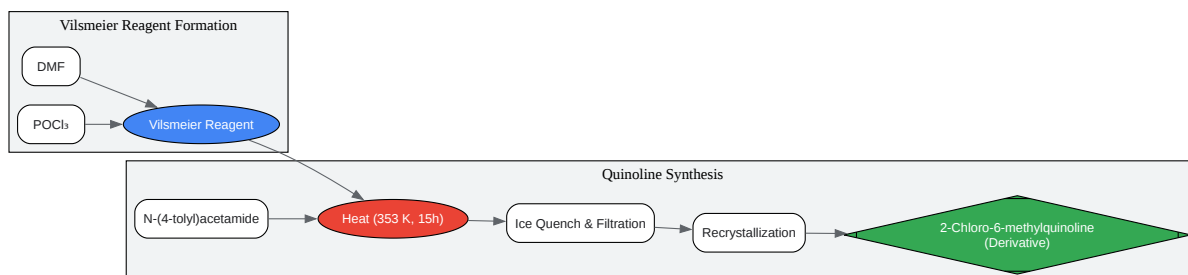 Vilsmeier Reagent Formation
DMF
POCl₃
Vilsmeier Reagent
Quinoline Synthesis
N-(4-tolyl)acetamide
Heat (353 K, 15h)
Ice Quench & Filtration
Recrystallization
2-Chloro-6-methylquinoline
(Derivative)